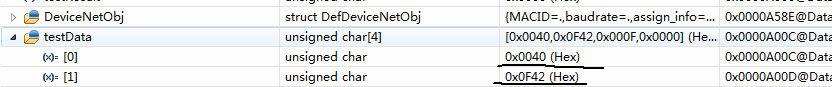 DeviceNetObj struct DefDeviceNetObj {MACID=.,baudrate=.,assign_info=... 0x0000A58E@Data
testData unsigned char[4] [0x0040,0x0F42,0x000F,0x0000] (He... 0x0000A00C@Data
(x)= [0] unsigned char 0x0040 (Hex) 0x0000A00C@Data
(x)= [1] unsigned char 0x0F42 (Hex) 0x0000A00D@Data